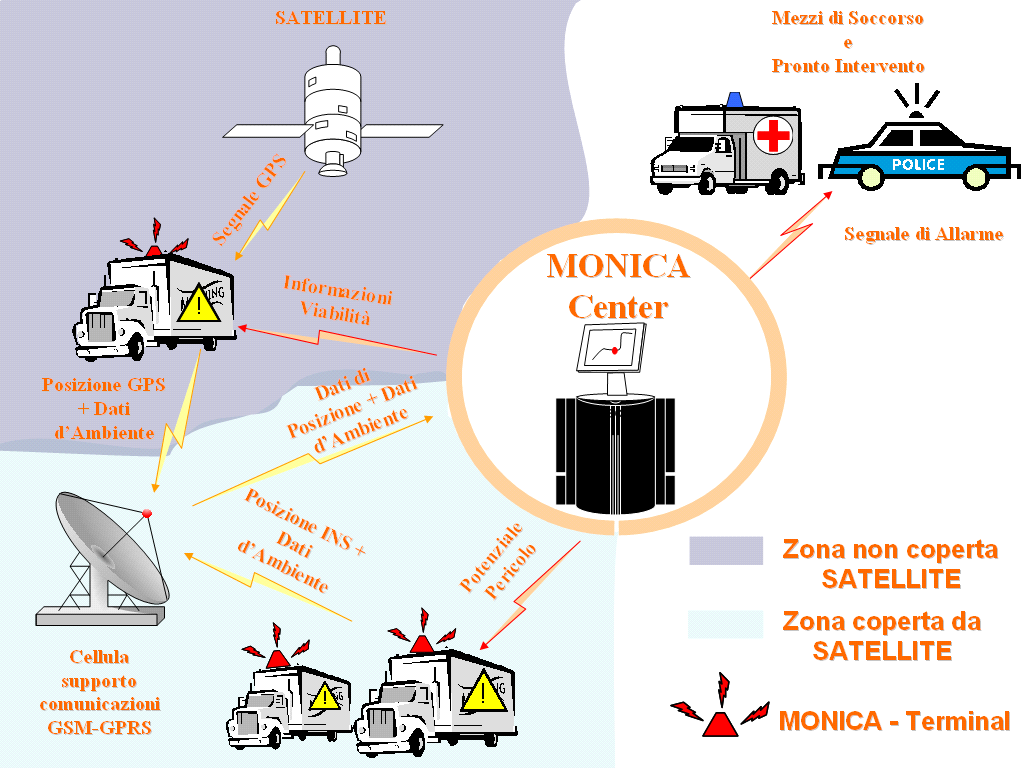 SATELLITE
Mezzi di Soccorso
e
Pronto Intervento
POLICE
Segnale GPS
Segnale di Allarme
MONICA
Center
Informazioni
Viabilità
Posizione GPS
+ Dati
d'Ambiente
Dati di
Posizione + Dati
d'Ambiente
Posizione INS +
Dati
d'Ambiente
Potenziale
Pericolo
Zona non coperta
SATELLITE
Zona coperta da
SATELLITE
Cellula
supporto
comunicazioni
GSM-GPRS
MONICA - Terminal